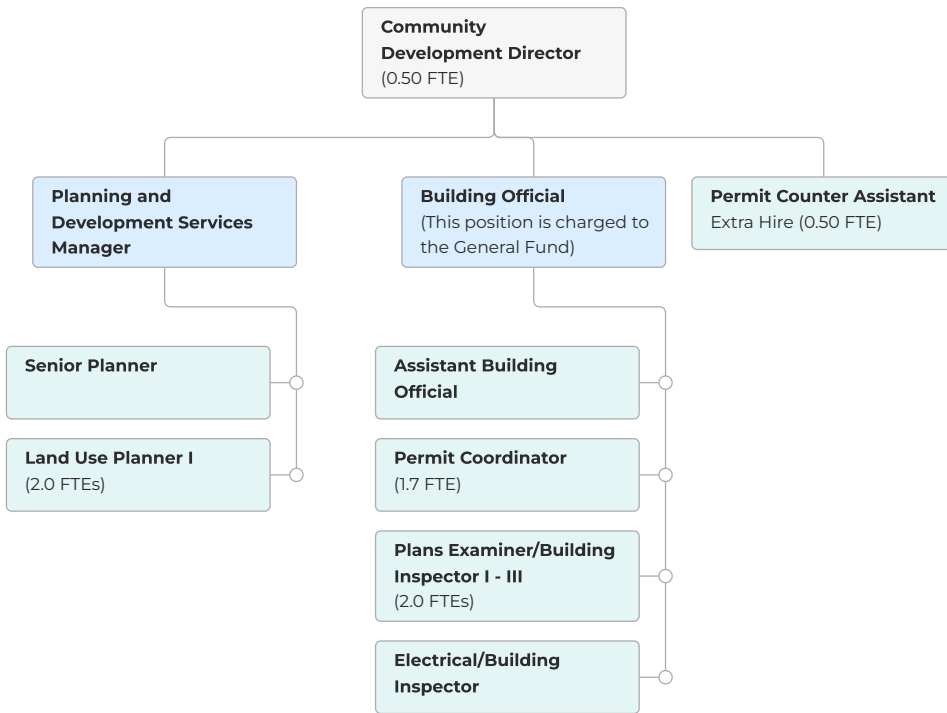 Community
Development Director
(0.50 FTE)
Planning and
Development Services
Manager
Building Official
(This position is charged to
the General Fund)
Permit Counter Assistant
Extra Hire (0.50 FTE)
Senior Planner
Land Use Planner I
(2.0 FTEs)
Assistant Building
Official
Permit Coordinator
(1.7 FTE)
Plans Examiner/Building
Inspector I - III
(2.0 FTEs)
Electrical/Building
Inspector